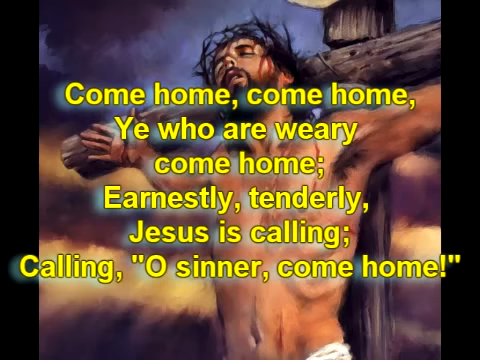 Come home, come home,
Ye who are weary
come home;
Earnestly, tenderly,
Jesus is calling;
Calling, "O sinner, come home!"